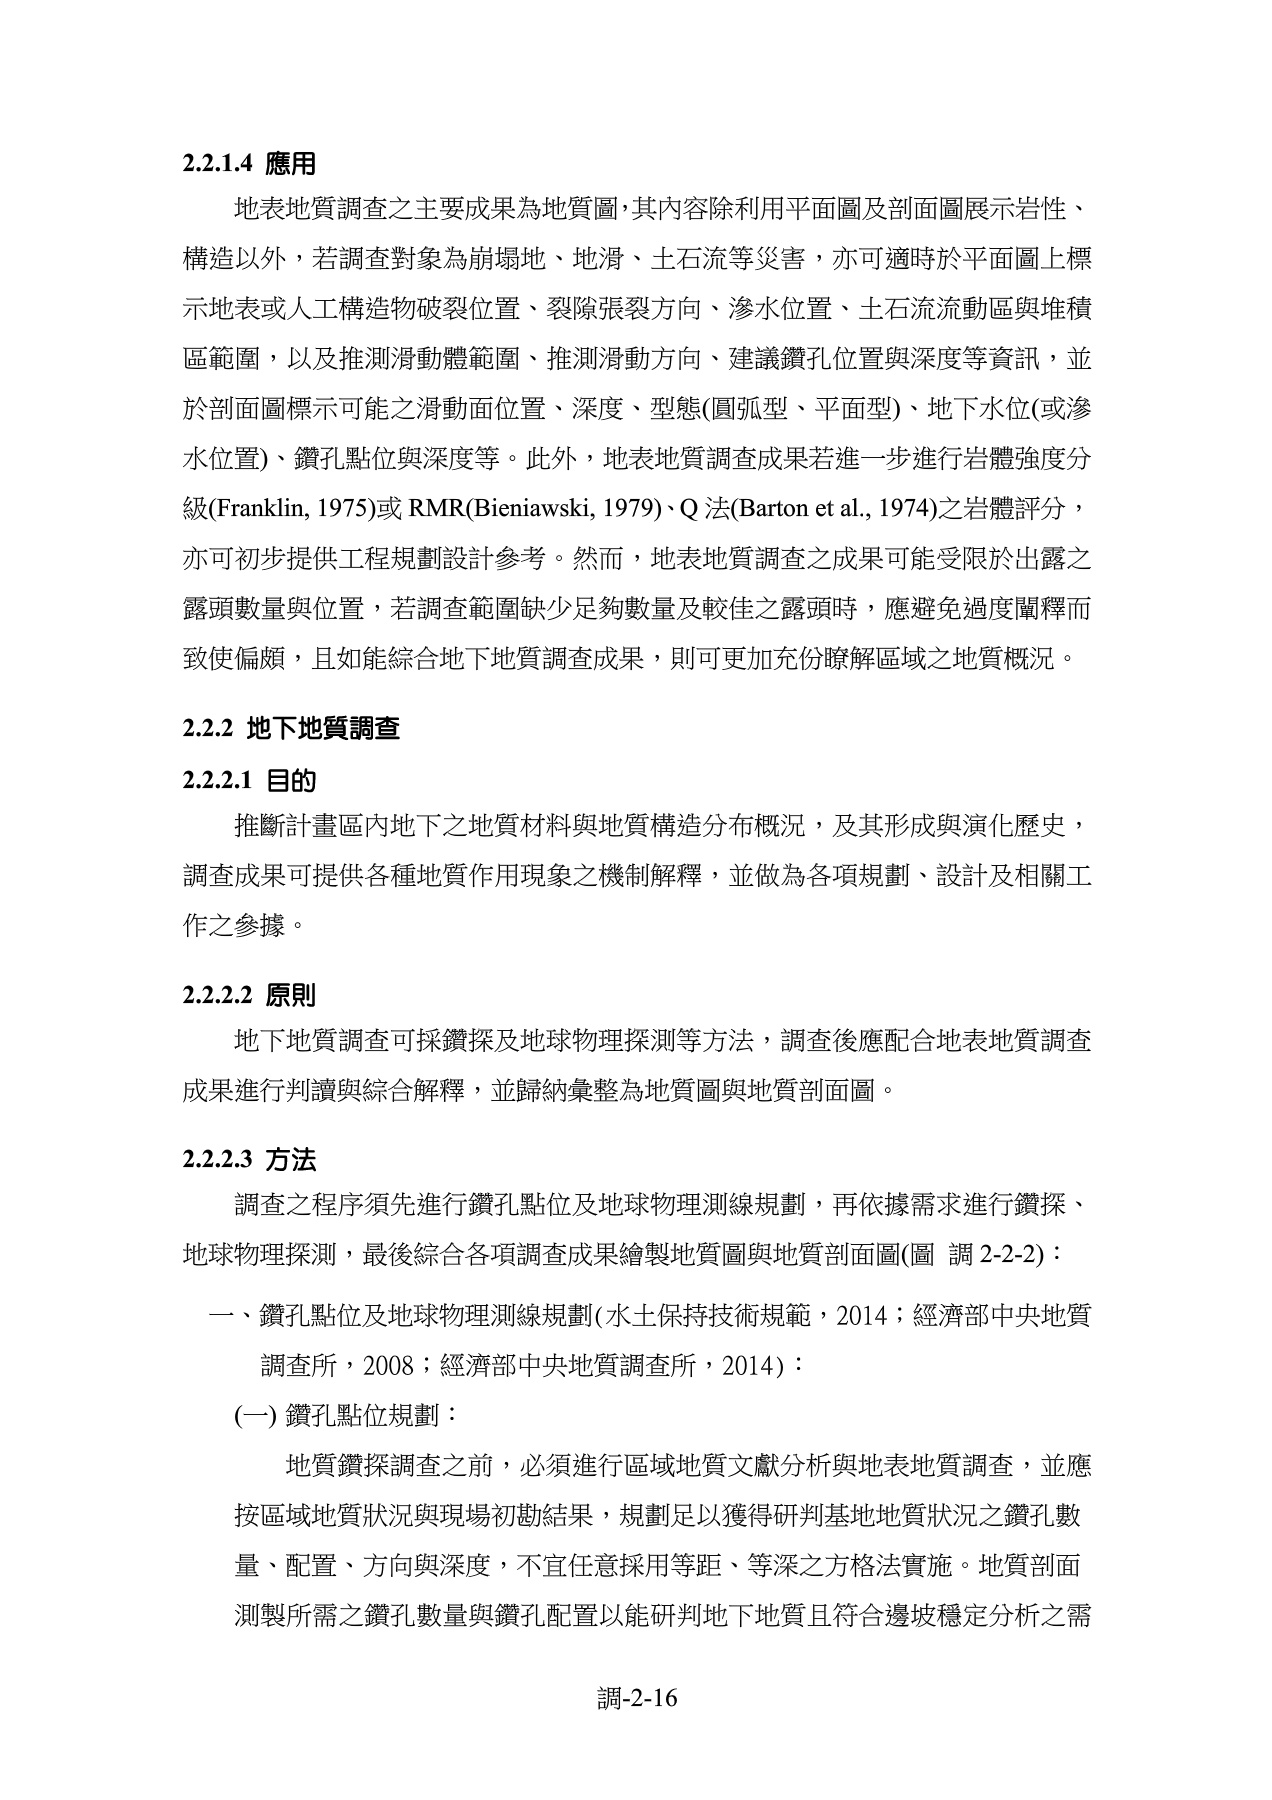 2.2.1.4 應用
地表地質調查之主要成果為地質圖，其內容除利用平面圖及剖面圖展示岩性、
構造以外，若調查對象為崩塌地、地滑、土石流等災害，亦可適時於平面圖上標
示地表或人工構造物破裂位置、裂隙張裂方向、滲水位置、土石流流動區與堆積
區範圍，以及推測滑動體範圍、推測滑動方向、建議鑽孔位置與深度等資訊，並
於剖面圖標示可能之滑動面位置、深度、型態(圓弧型、平面型)、地下水位(或滲
水位置)、鑽孔點位與深度等。此外，地表地質調查成果若進一步進行岩體強度分
級(Franklin, 1975)或 RMR(Bieniawski, 1979)、Q 法(Barton et al., 1974)之岩體評分，
亦可初步提供工程規劃設計參考。然而，地表地質調查之成果可能受限於出露之
露頭數量與位置，若調查範圍缺少足夠數量及較佳之露頭時，應避免過度闡釋而
致使偏頗，且如能綜合地下地質調查成果，則可更加充份瞭解區域之地質概況。
2.2.2 地下地質調查
2.2.2.1 目的
推斷計畫區內地下之地質材料與地質構造分布概況，及其形成與演化歷史，
調查成果可提供各種地質作用現象之機制解釋，並做為各項規劃、設計及相關工
作之參據。
2.2.2.2 原則
地下地質調查可採鑽探及地球物理探測等方法，調查後應配合地表地質調查
成果進行判讀與綜合解釋，並歸納彙整為地質圖與地質剖面圖。
2.2.2.3 方法
調查之程序須先進行鑽孔點位及地球物理測線規劃，再依據需求進行鑽探、
地球物理探測，最後綜合各項調查成果繪製地質圖與地質剖面圖(圖 調 2-2-2)：
一、鑽孔點位及地球物理測線規劃(水土保持技術規範，2014；經濟部中央地質
調查所，2008；經濟部中央地質調查所，2014)：
(一) 鑽孔點位規劃：
地質鑽探調查之前，必須進行區域地質文獻分析與地表地質調查，並應
按區域地質狀況與現場初勘結果，規劃足以獲得研判基地地質狀況之鑽孔數
量、配置、方向與深度，不宜任意採用等距、等深之方格法實施。地質剖面
測製所需之鑽孔數量與鑽孔配置以能研判地下地質且符合邊坡穩定分析之需
調-2-16